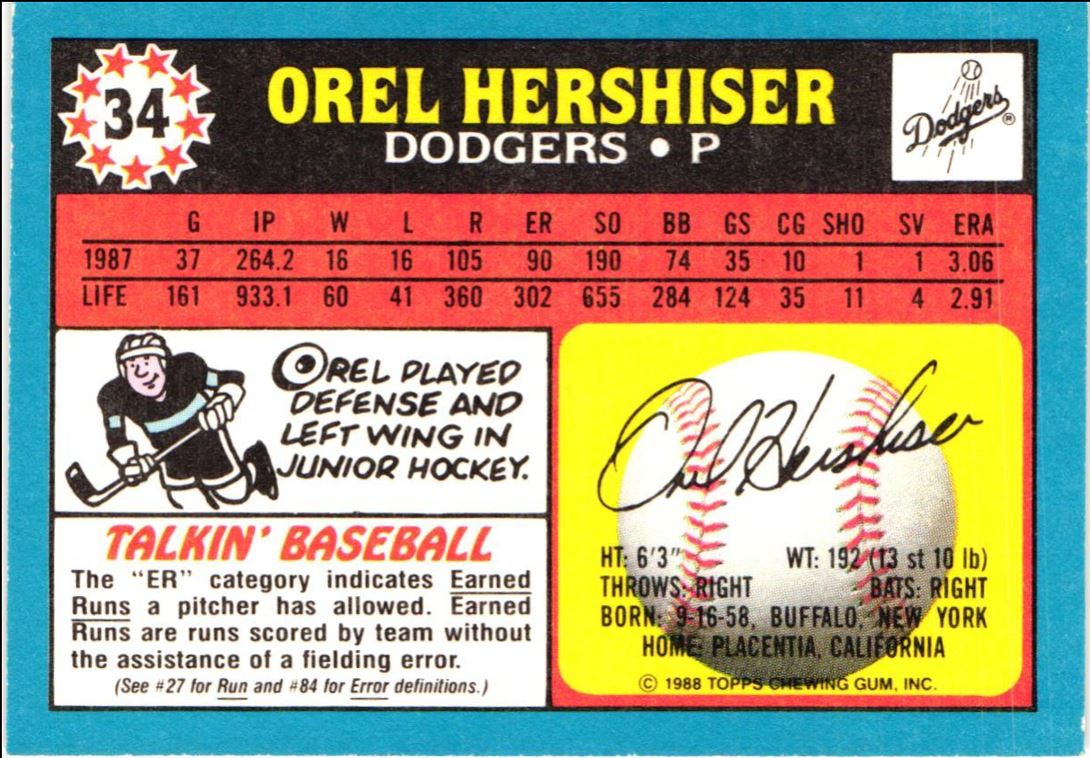 34
OREL HERSHISER
DODGERS • P
Dodgers ®
G IP W L R ER SO BB GS CG SHO SV ERA
1987 37 264.2 16 16 105 90 190 74 35 10 1 1 3.06
LIFE 161 933.1 60 41 360 302 655 284 124 35 11 4 2.91
OREL PLAYED
DEFENSE AND
LEFT WING IN
JUNIOR HOCKEY.
TALKIN' BASEBALL
The "ER" category indicates Earned
Runs a pitcher has allowed. Earned
Runs are runs scored by team without
the assistance of a fielding error.
(See #27 for Run and #84 for Error definitions.)
Orel Hershiser
HT: 6'3" WT: 192 (13 st 10 lb)
THROWS: RIGHT BATS: RIGHT
BORN: 9-16-58, BUFFALO, NEW YORK
HOME: PLACENTIA, CALIFORNIA
© 1988 TOPPS CHEWING GUM, INC.